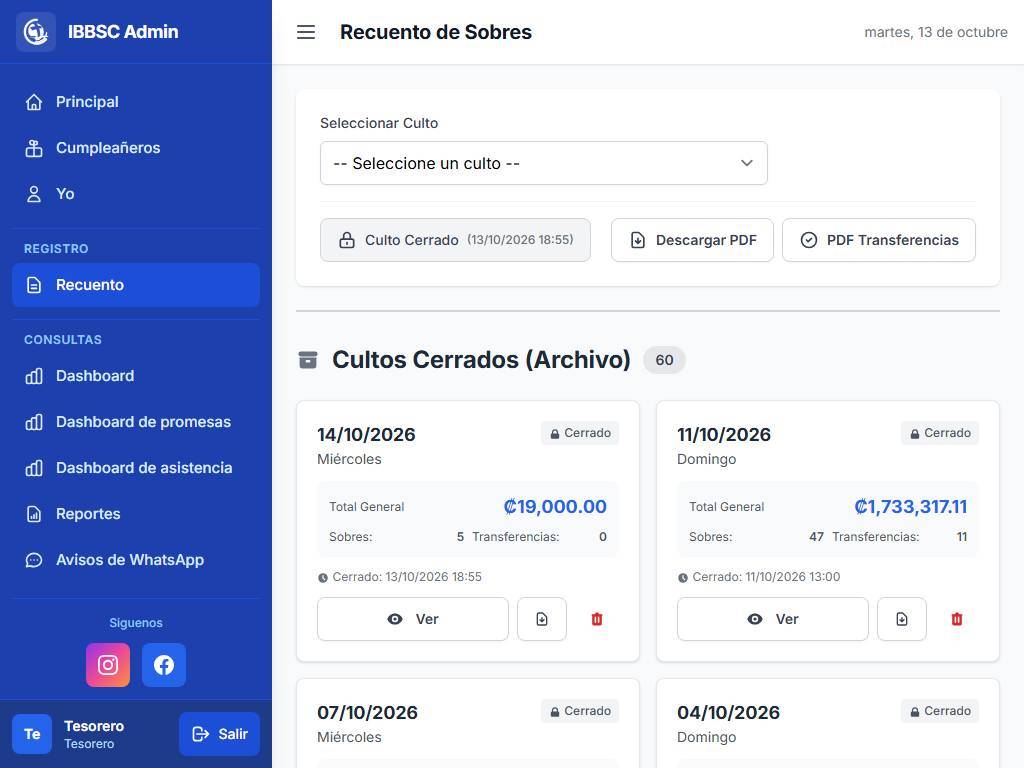 IBBSC Admin
Principal
Cumpleañeros
Yo
REGISTRO
Recuento
CONSULTAS
Dashboard
Dashboard de promesas
Dashboard de asistencia
Reportes
Avisos de WhatsApp
Siguenos
Te
Tesorero
Tesorero
Salir
Recuento de Sobres
martes, 13 de octubre
Seleccionar Culto
-- Seleccione un culto --
Culto Cerrado (13/10/2026 18:55)
Descargar PDF
PDF Transferencias
Cultos Cerrados (Archivo) 60
14/10/2026 Cerrado
Miércoles
Total General ₡19,000.00
Sobres: 5 Transferencias: 0
Cerrado: 13/10/2026 18:55
Ver
11/10/2026 Cerrado
Domingo
Total General ₡1,733,317.11
Sobres: 47 Transferencias: 11
Cerrado: 11/10/2026 13:00
Ver
07/10/2026 Cerrado
Miércoles
04/10/2026 Cerrado
Domingo